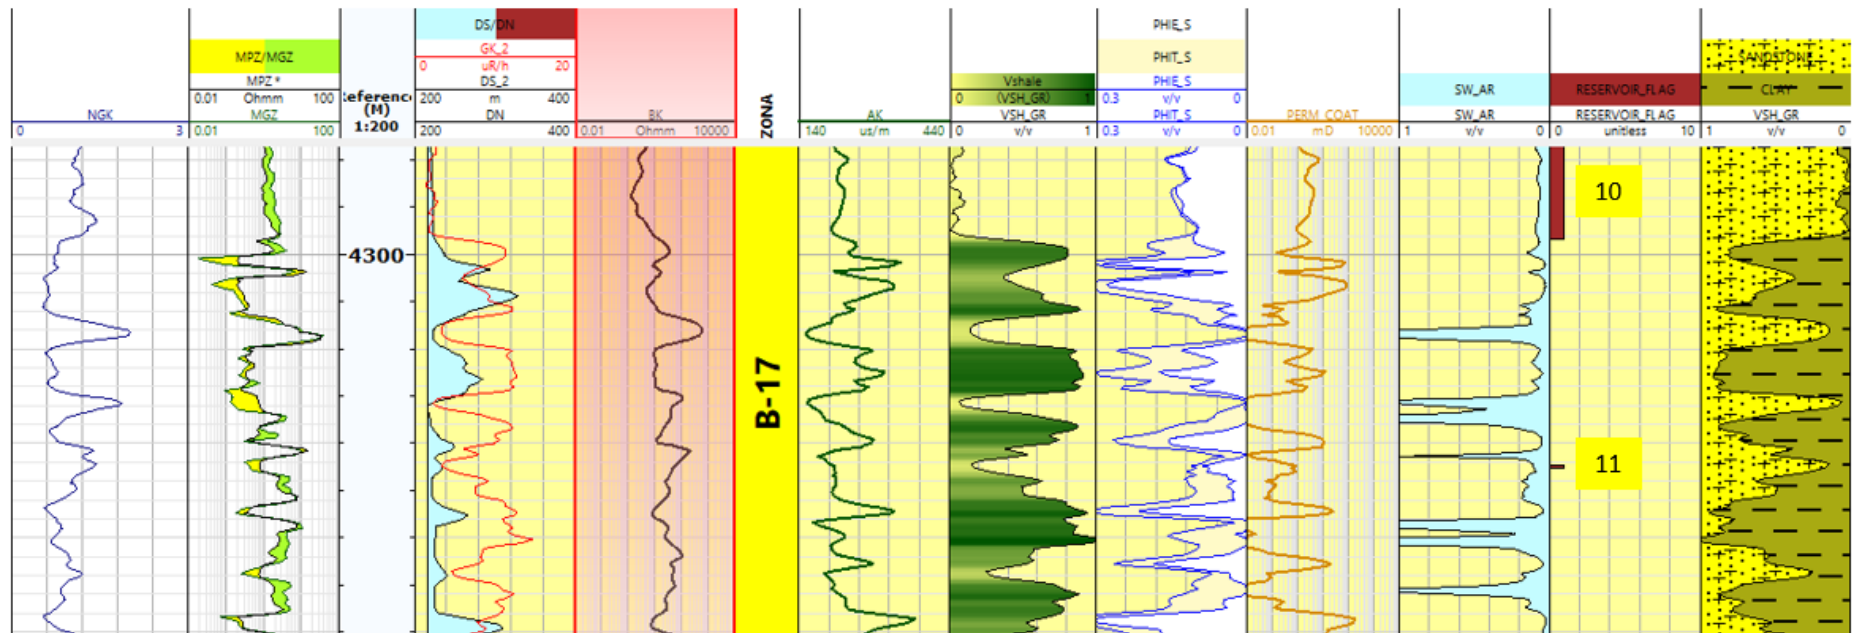 NGK
0 3
MPZ/MGZ
MPZ *
0.01 Ohmm 100
MGZ
0.01 100
(M)
1:200
DS/DN
GK_2
0 uR/h 20
DS_2
200 m 400
DN
200 400
BK
0.01 Ohmm 10000
ZONA
AK
140 us/m 440
Vshale
0 (VSH_GR) 1
VSH_GR
0 v/v 1
PHIE_S
PHIT_S
PHIE_S
0.3 v/v 0
PHIT_S
0.3 v/v 0
PERM_COAT
0.01 mD 10000
SW_AR
SW_AR
1 v/v 0
RESERVOIR_FLAG
RESERVOIR_FLAG
0 unitless 10
SANDSTONE
CLAY
VSH_GR
1 v/v 0
4300
B-17
10
11